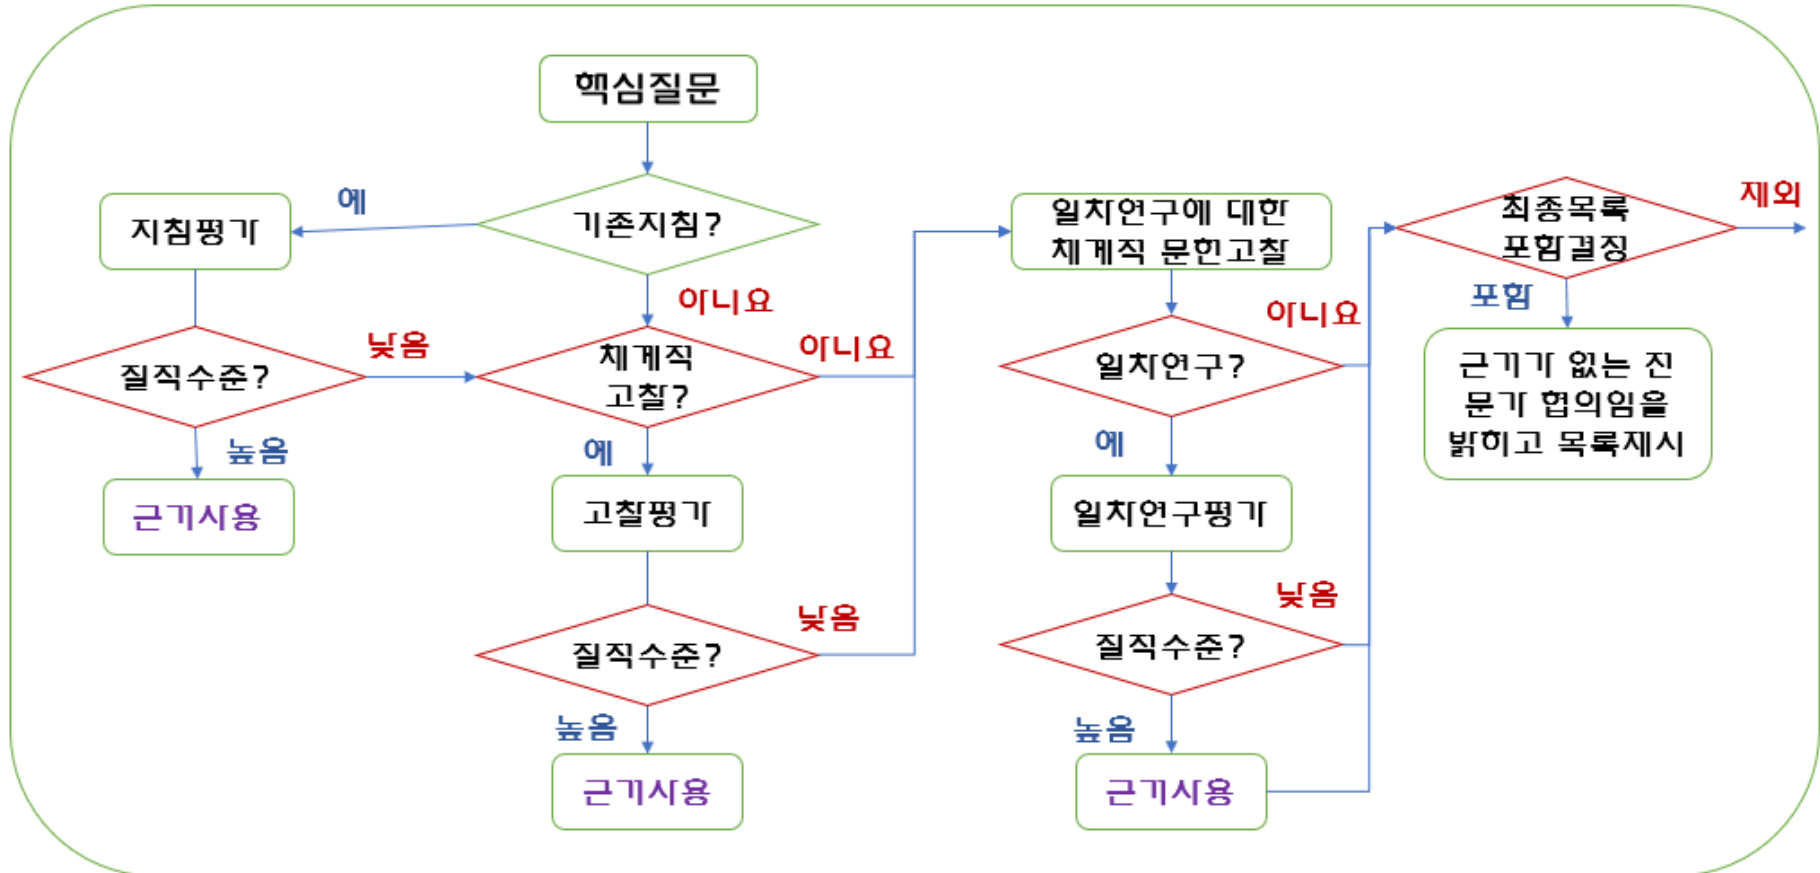 핵심질문
예
제외
지침평가
기존지침?
일차연구에 대한
체계적 문헌고찰
최종목록
포함결정
아니요
포함
아니요
낮음
아니요
질적수준?
체계적
고찰?
일차연구?
근거가 없는 전
문가 협의임을
밝히고 목록제시
높음
예
예
근거사용
고찰평가
일차연구평가
낮음
낮음
질적수준?
질적수준?
높음
높음
근거사용
근거사용